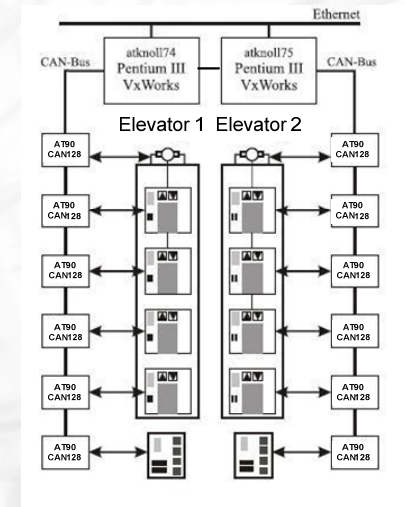 Ethernet
atknoll74
Pentium III
VxWorks
atknoll75
Pentium III
VxWorks
CAN-Bus
CAN-Bus
Elevator 1 Elevator 2
AT90
CAN128
AT90
CAN128
AT90
CAN128
AT90
CAN128
AT90
CAN128
AT90
CAN128
AT90
CAN128
AT90
CAN128
AT90
CAN128
AT90
CAN128
AT90
CAN128
AT90
CAN128